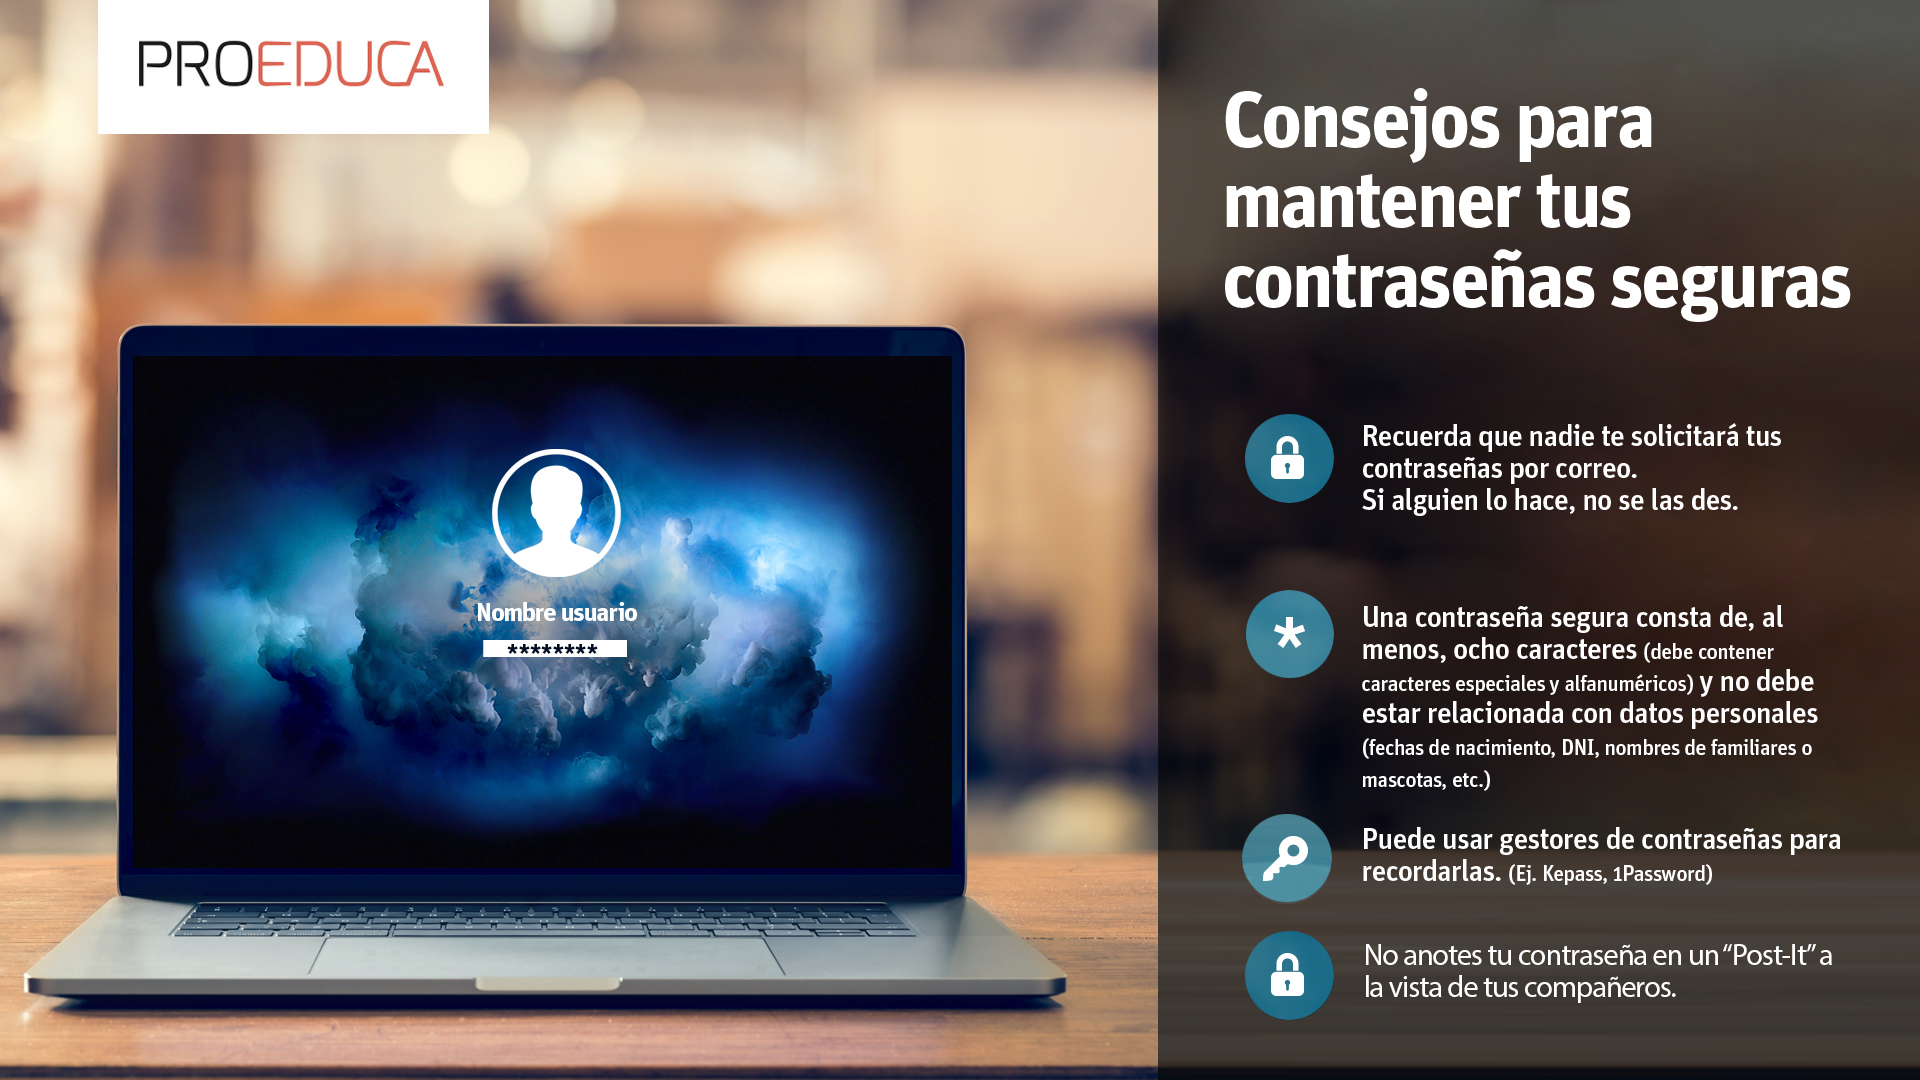 PROEDUCA
Consejos para
mantener tus
contraseñas seguras
Nombre usuario
********
Recuerda que nadie te solicitará tus
contraseñas por correo.
Si alguien lo hace, no se las des.
*
Una contraseña segura consta de, al
menos, ocho caracteres (debe contener
caracteres especiales y alfanuméricos) y no debe
estar relacionada con datos personales
(fechas de nacimiento, DNI, nombres de familiares o
mascotas, etc.)
Puede usar gestores de contraseñas para
recordarlas. (Ej. Kepass, 1Password)
No anotes tu contraseña en un “Post-It” a
la vista de tus compañeros.